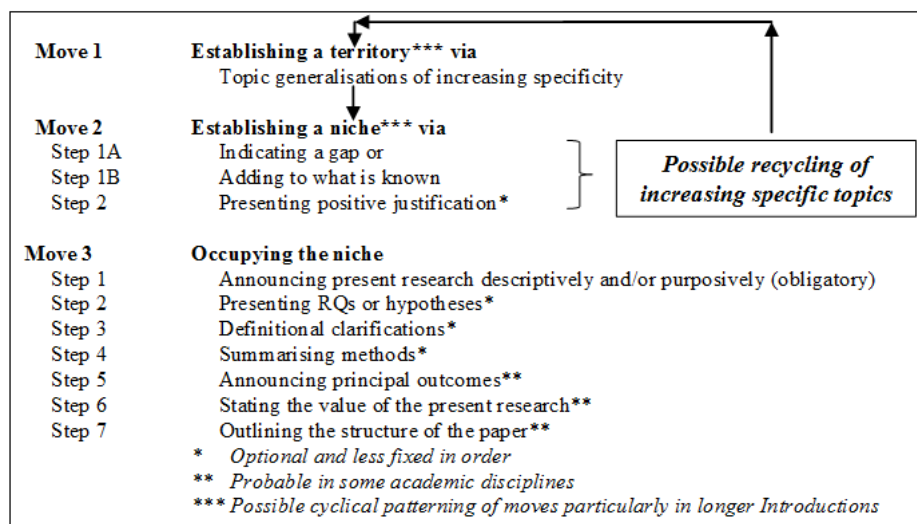 Move 1 Establishing a territory*** via
Topic generalisations of increasing specificity
Move 2 Establishing a niche*** via
Step 1A Indicating a gap or
Step 1B Adding to what is known
Step 2 Presenting positive justification*
Possible recycling of
increasing specific topics
Move 3 Occupying the niche
Step 1 Announcing present research descriptively and/or purposively (obligatory)
Step 2 Presenting RQs or hypotheses*
Step 3 Definitional clarifications*
Step 4 Summarising methods*
Step 5 Announcing principal outcomes**
Step 6 Stating the value of the present research**
Step 7 Outlining the structure of the paper**
* Optional and less fixed in order
** Probable in some academic disciplines
*** Possible cyclical patterning of moves particularly in longer Introductions